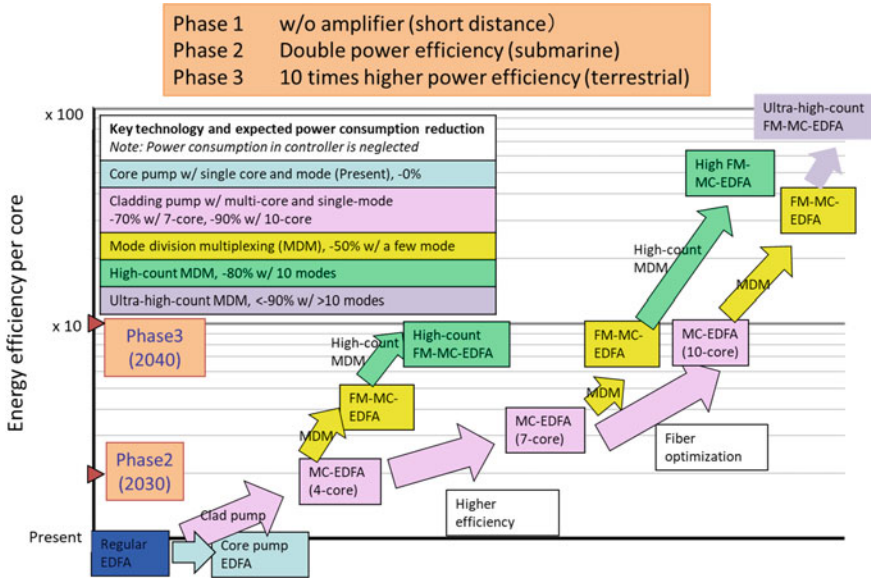 Phase 1 w/o amplifier (short distance)
Phase 2 Double power efficiency (submarine)
Phase 3 10 times higher power efficiency (terrestrial)
Energy efficiency per core
x 100
Key technology and expected power consumption reduction
Note: Power consumption in controller is neglected
Core pump w/ single core and mode (Present), -0%
Cladding pump w/ multi-core and single-mode
-70% w/ 7-core, -90% w/ 10-core
Mode division multiplexing (MDM), -50% w/ a few mode
High-count MDM, -80% w/ 10 modes
Ultra-high-count MDM, <-90% w/ >10 modes
Ultra-high-count
FM-MC-EDFA
High FM-
MC-EDFA
FM-MC-
EDFA
High-count
MDM
MDM
x 10
Phase3
(2040)
High-count
MDM
High-count
FM-MC-EDFA
FM-MC-
EDFA
MC-EDFA
(10-core)
FM-MC-
EDFA
MDM
MDM
MC-EDFA
(7-core)
Fiber
optimization
Phase2
(2030)
MC-EDFA
(4-core)
Higher
efficiency
Clad pump
Present
Regular
EDFA
Core pump
EDFA